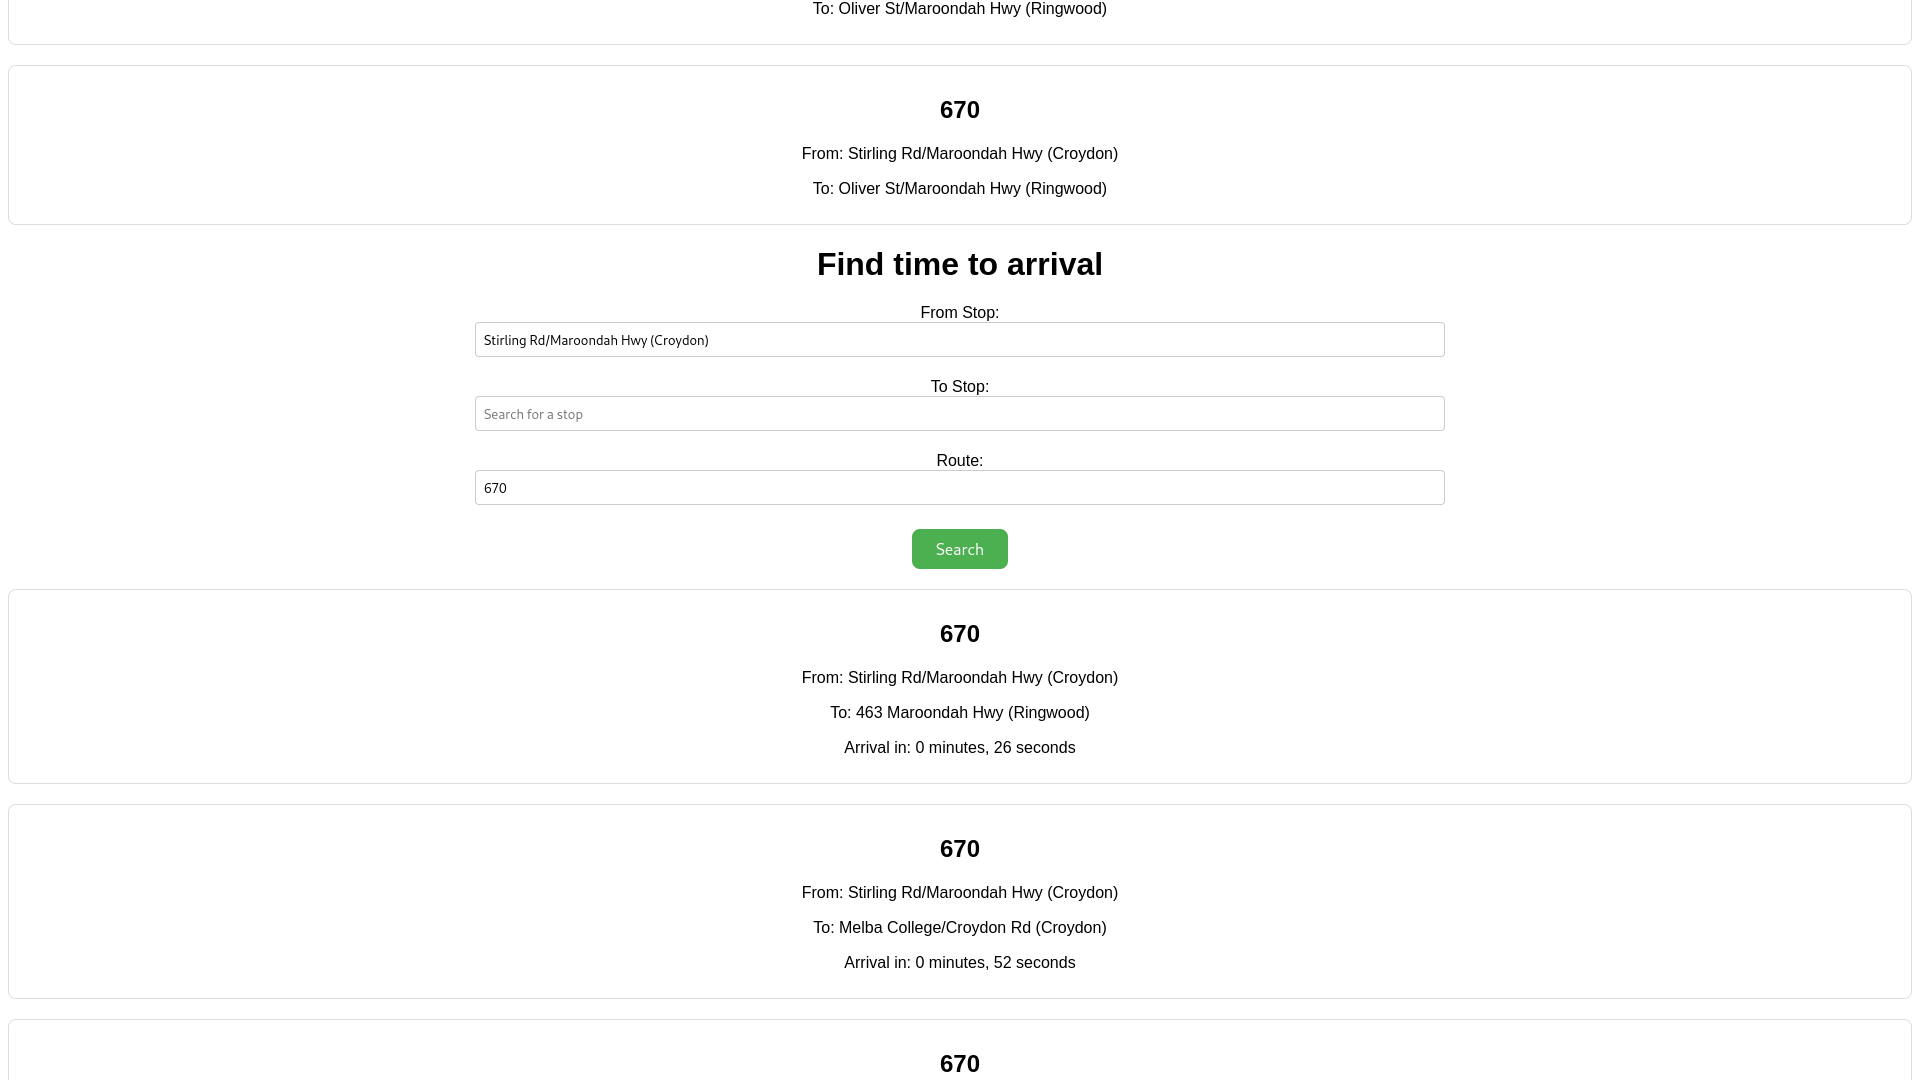 To: Oliver St/Maroondah Hwy (Ringwood)
670
From: Stirling Rd/Maroondah Hwy (Croydon)
To: Oliver St/Maroondah Hwy (Ringwood)
Find time to arrival
From Stop:
Stirling Rd/Maroondah Hwy (Croydon)
To Stop:
Search for a stop
Route:
670
Search
670
From: Stirling Rd/Maroondah Hwy (Croydon)
To: 463 Maroondah Hwy (Ringwood)
Arrival in: 0 minutes, 26 seconds
670
From: Stirling Rd/Maroondah Hwy (Croydon)
To: Melba College/Croydon Rd (Croydon)
Arrival in: 0 minutes, 52 seconds
670